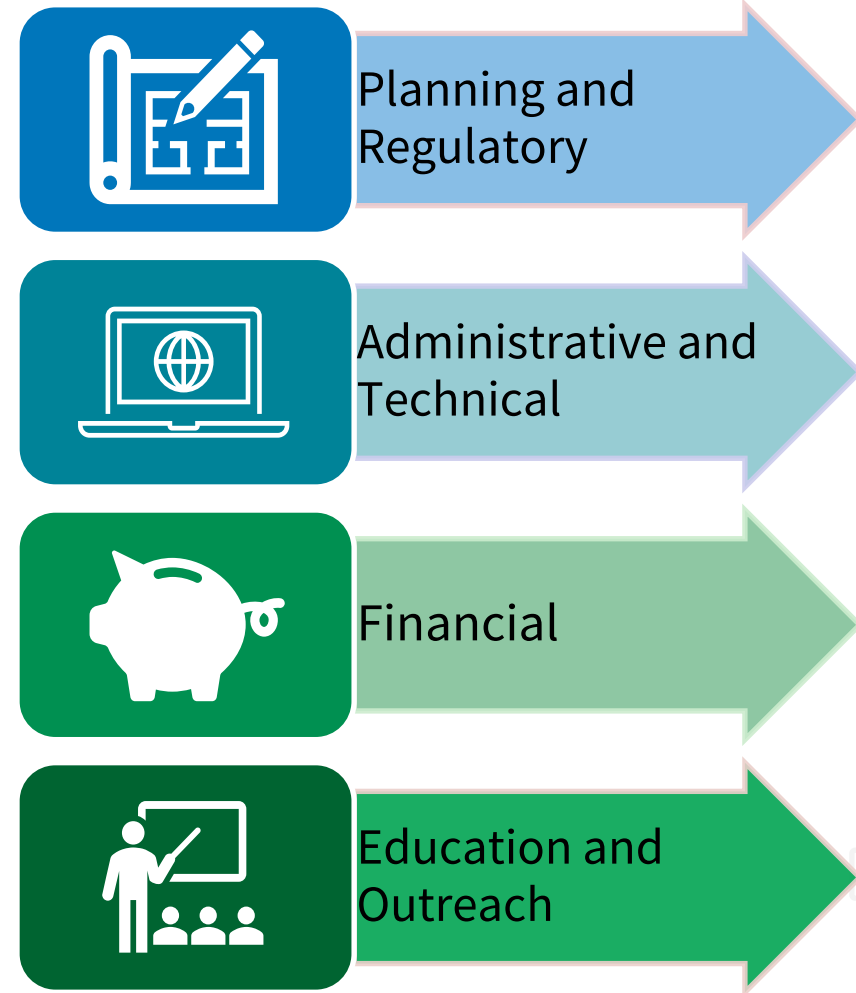 Planning and
Regulatory
Administrative and
Technical
Financial
Education and
Outreach